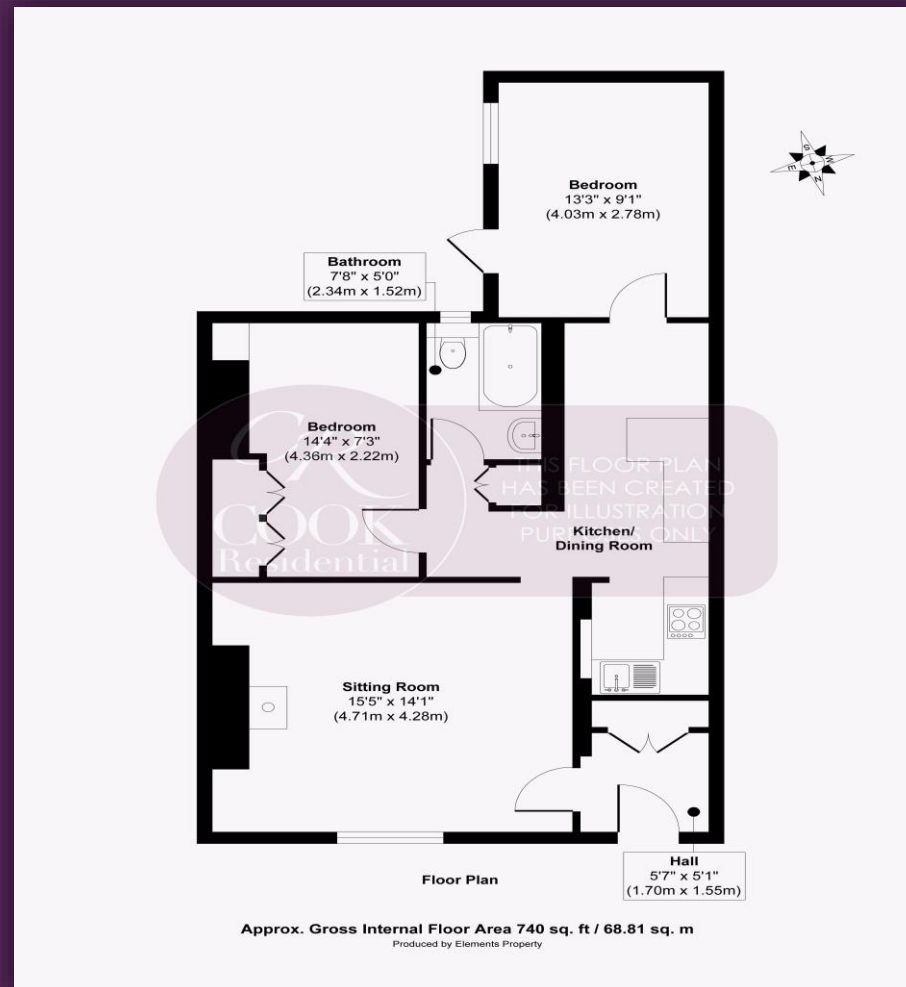 Bedroom
13'3" x 9'1"
(4.03m x 2.78m)
S
W
E
N
Bathroom
7'8" x 5'0"
(2.34m x 1.52m)
Bedroom
14'4" x 7'3"
(4.36m x 2.22m)
CR
COOK
Residential
THIS FLOOR PLAN
HAS BEEN CREATED
FOR ILLUSTRATION
PURPOSES ONLY
Kitchen/
Dining Room
Sitting Room
15'5" x 14'1"
(4.71m x 4.28m)
Hall
5'7" x 5'1"
(1.70m x 1.55m)
Floor Plan
Approx. Gross Internal Floor Area 740 sq. ft / 68.81 sq. m
Produced by Elements Property